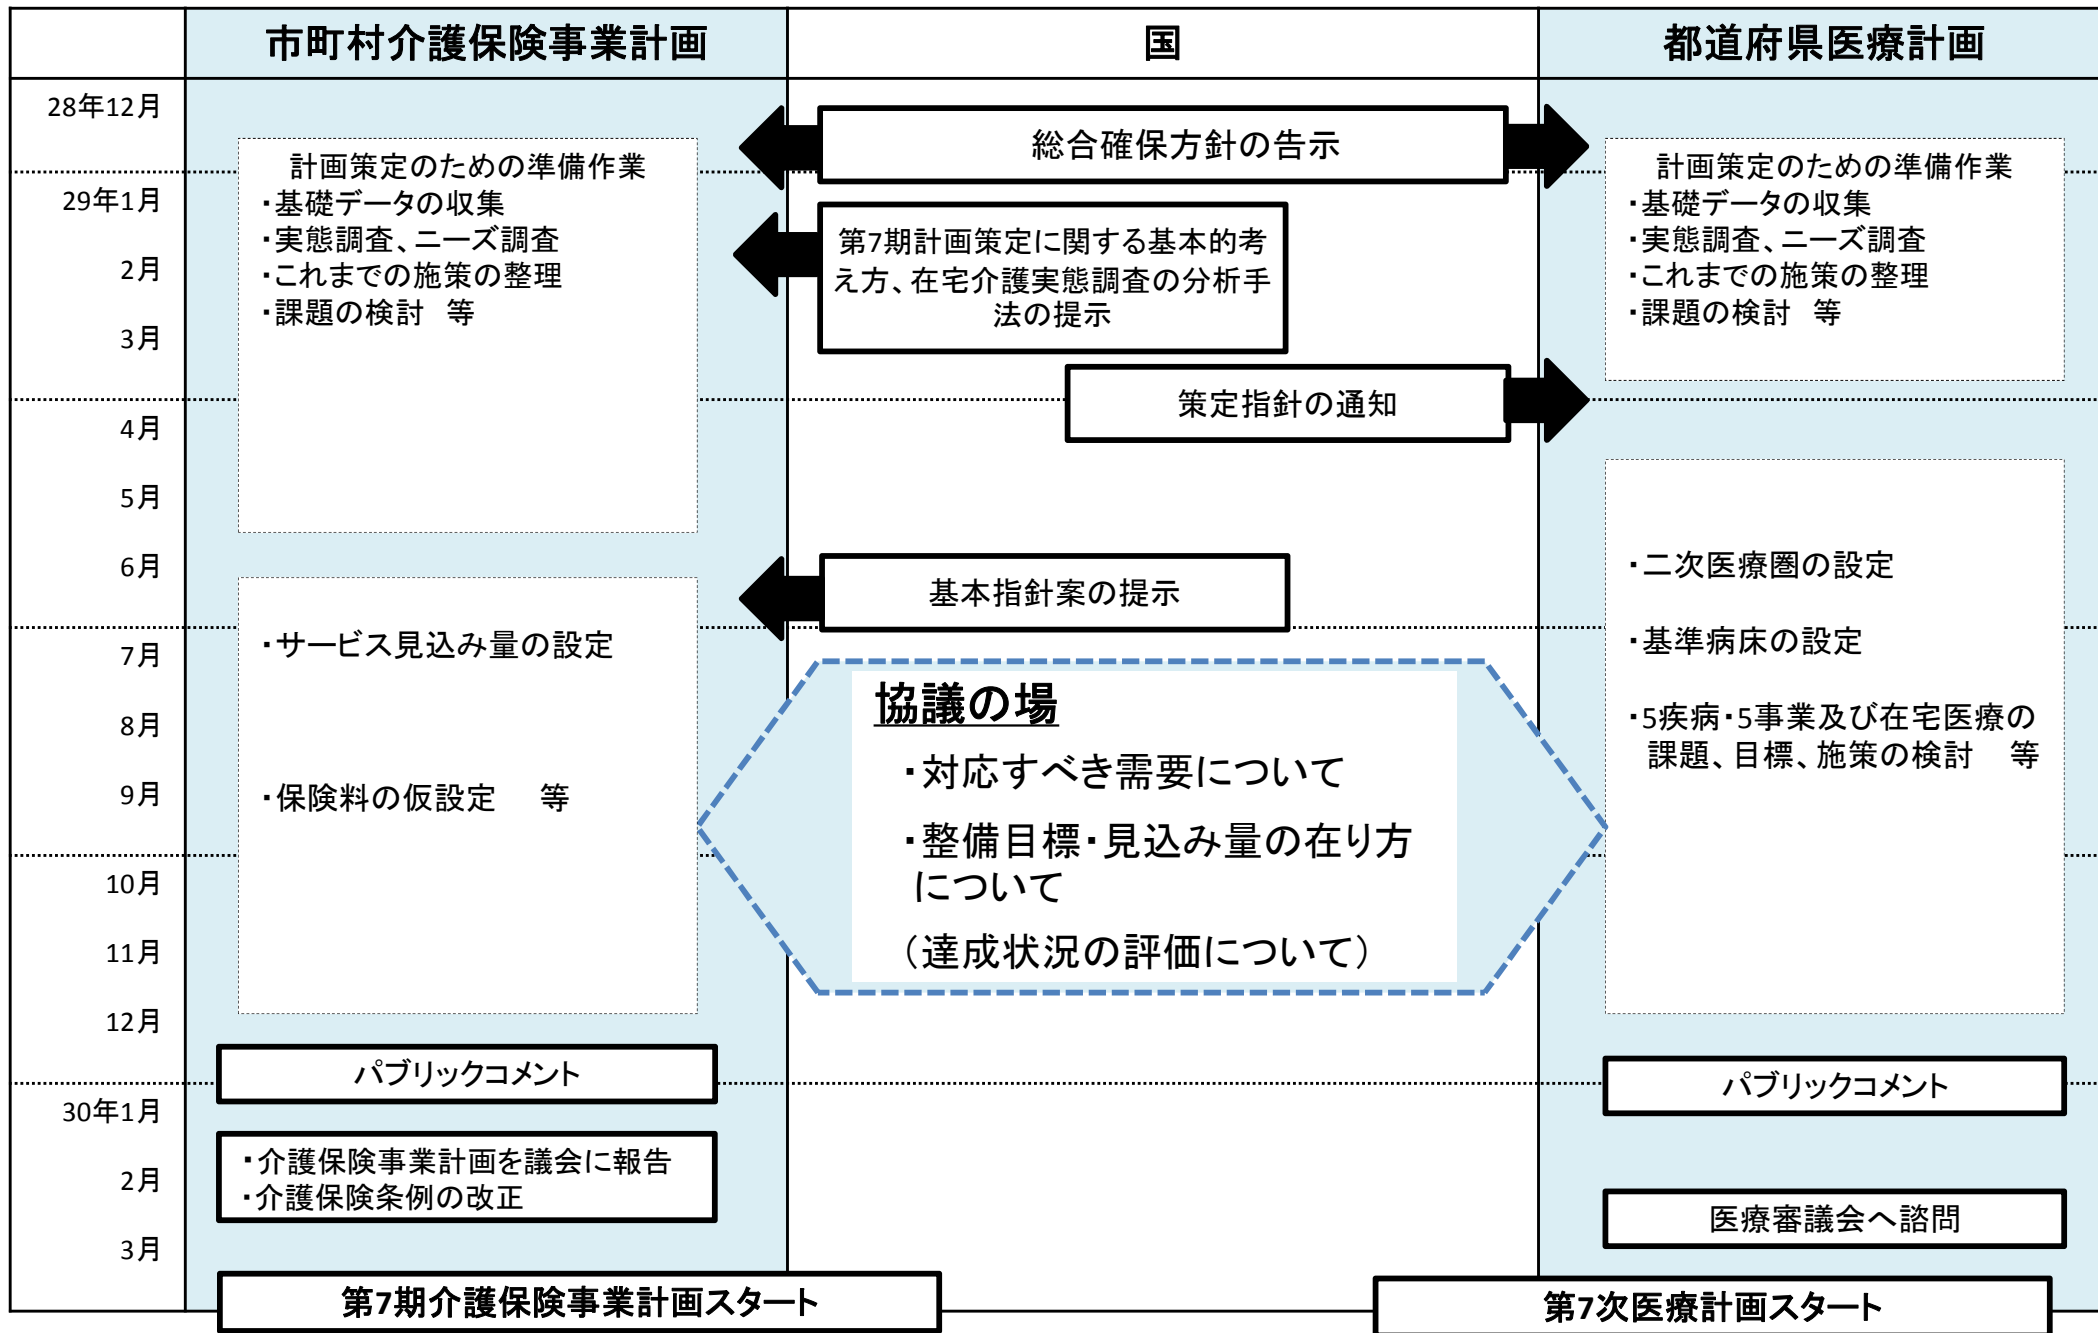 市町村介護保険事業計画
国
都道府県医療計画
28年12月
29年1月
2月
3月
4月
5月
6月
7月
8月
9月
10月
11月
12月
30年1月
2月
3月
計画策定のための準備作業
・基礎データの収集
・実態調査、ニーズ調査
・これまでの施策の整理
・課題の検討 等
・サービス見込み量の設定
・保険料の仮設定 等
パブリックコメント
・介護保険事業計画を議会に報告
・介護保険条例の改正
第7期介護保険事業計画スタート
総合確保方針の告示
第7期計画策定に関する基本的考
え方、在宅介護実態調査の分析手
法の提示
策定指針の通知
基本指針案の提示
協議の場
・対応すべき需要について
・整備目標・見込み量の在り方
について
（達成状況の評価について）
計画策定のための準備作業
・基礎データの収集
・実態調査、ニーズ調査
・これまでの施策の整理
・課題の検討 等
・二次医療圏の設定
・基準病床の設定
・5疾病・5事業及び在宅医療の
課題、目標、施策の検討 等
パブリックコメント
医療審議会へ諮問
第7次医療計画スタート